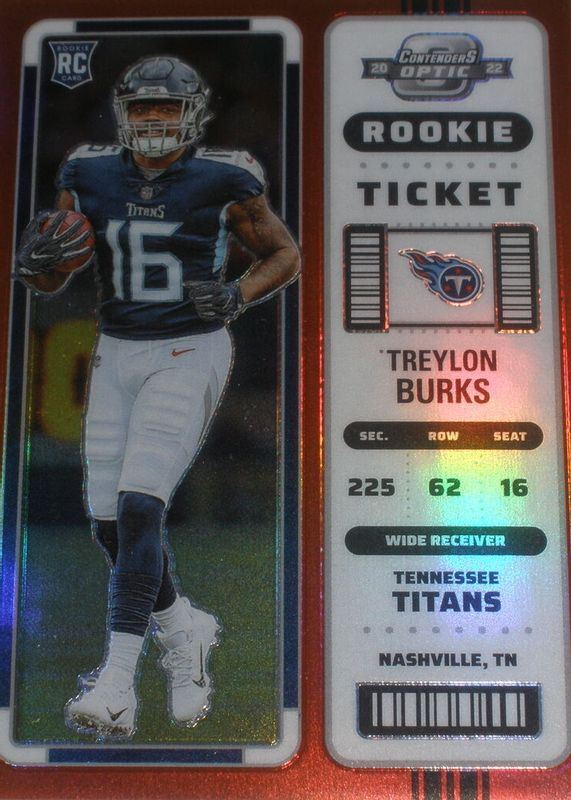 ROOKIE
RC
CARD
TITANS
16
16
CONTENDERS
20 OPTIC 22
ROOKIE
TICKET
T
TREYLON
BURKS
SEC. ROW SEAT
225 62 16
WIDE RECEIVER
TENNESSEE
TITANS
NASHVILLE, TN